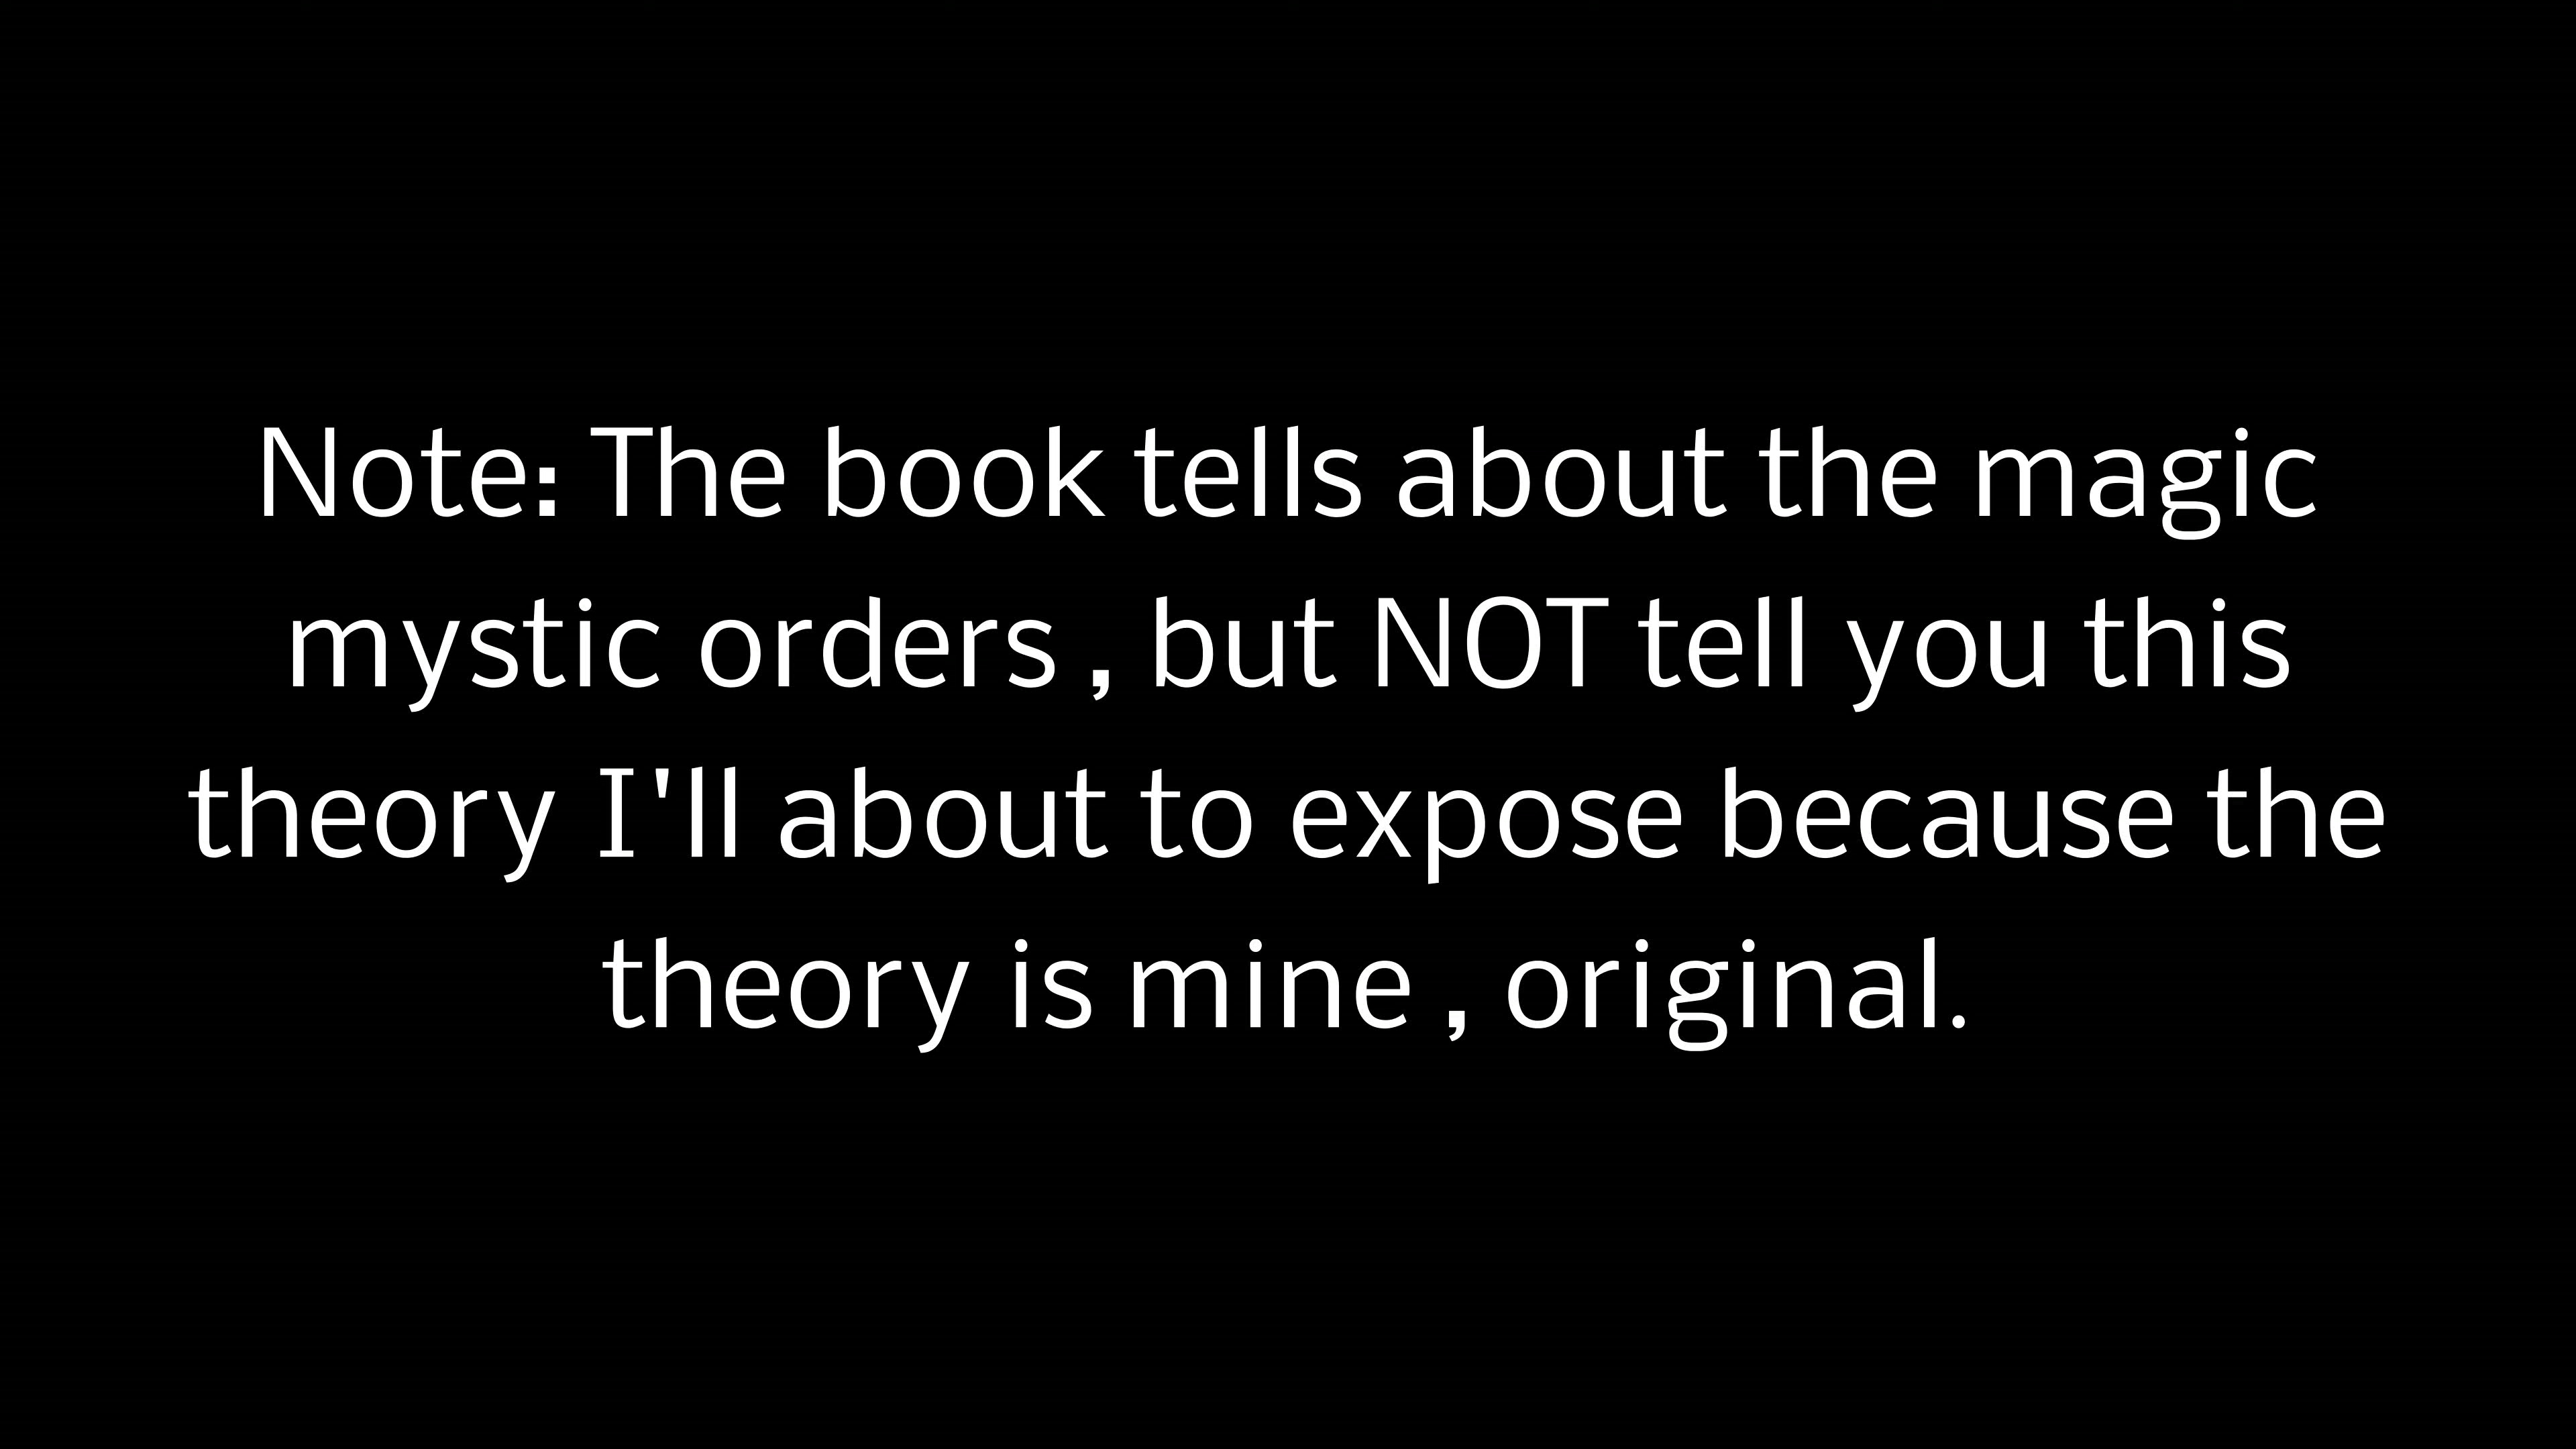 Note: The book tells about the magic
mystic orders , but NOT tell you this
theory I'll about to expose because the
theory is mine , original.